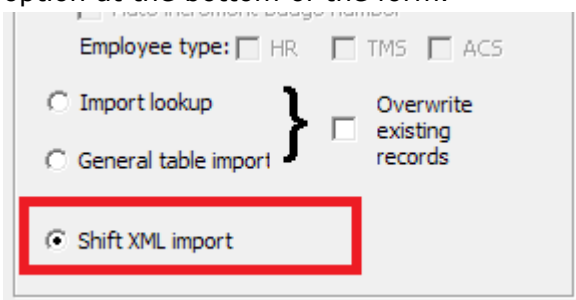 option at the bottom of the form.
Auto increment badge number
Employee type: HR TMS ACS
Import lookup
General table import
Overwrite
existing
records
Shift XML import